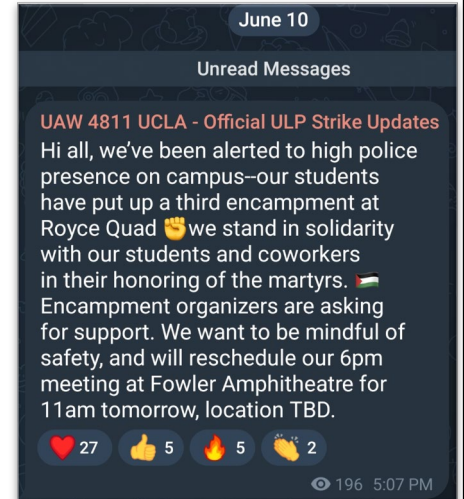 June 10
Unread Messages
UAW 4811 UCLA - Official ULP Strike Updates
Hi all, we've been alerted to high police
presence on campus--our students
have put up a third encampment at
Royce Quad ✊we stand in solidarity
with our students and coworkers
in their honoring of the martyrs. 🇵🇸
Encampment organizers are asking
for support. We want to be mindful of
safety, and will reschedule our 6pm
meeting at Fowler Amphitheatre for
11am tomorrow, location TBD.
❤️ 27 👍 5 🔥 5 👏 2
196 5:07 PM